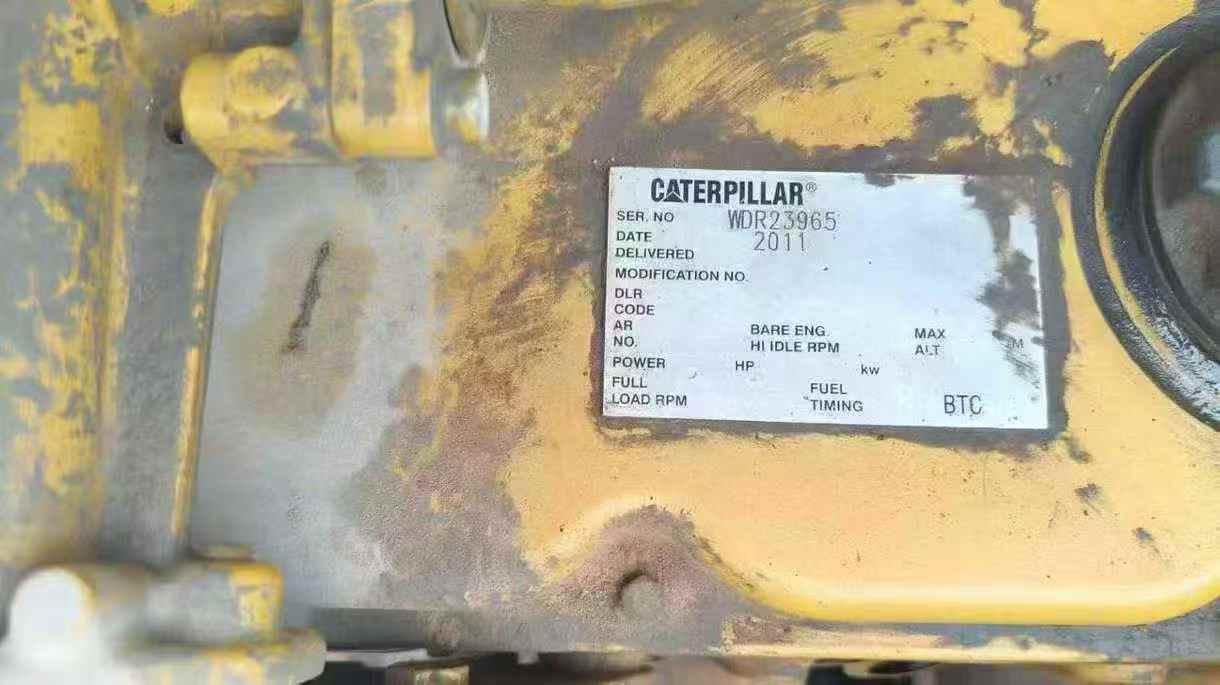 CATERPILLAR®
SER. NO WDR23965
DATE 2011
DELIVERED
MODIFICATION NO.
DLR
CODE
AR BARE ENG. MAX
NO. HI IDLE RPM ALT M
POWER HP kw
FULL FUEL
LOAD RPM TIMING BTC